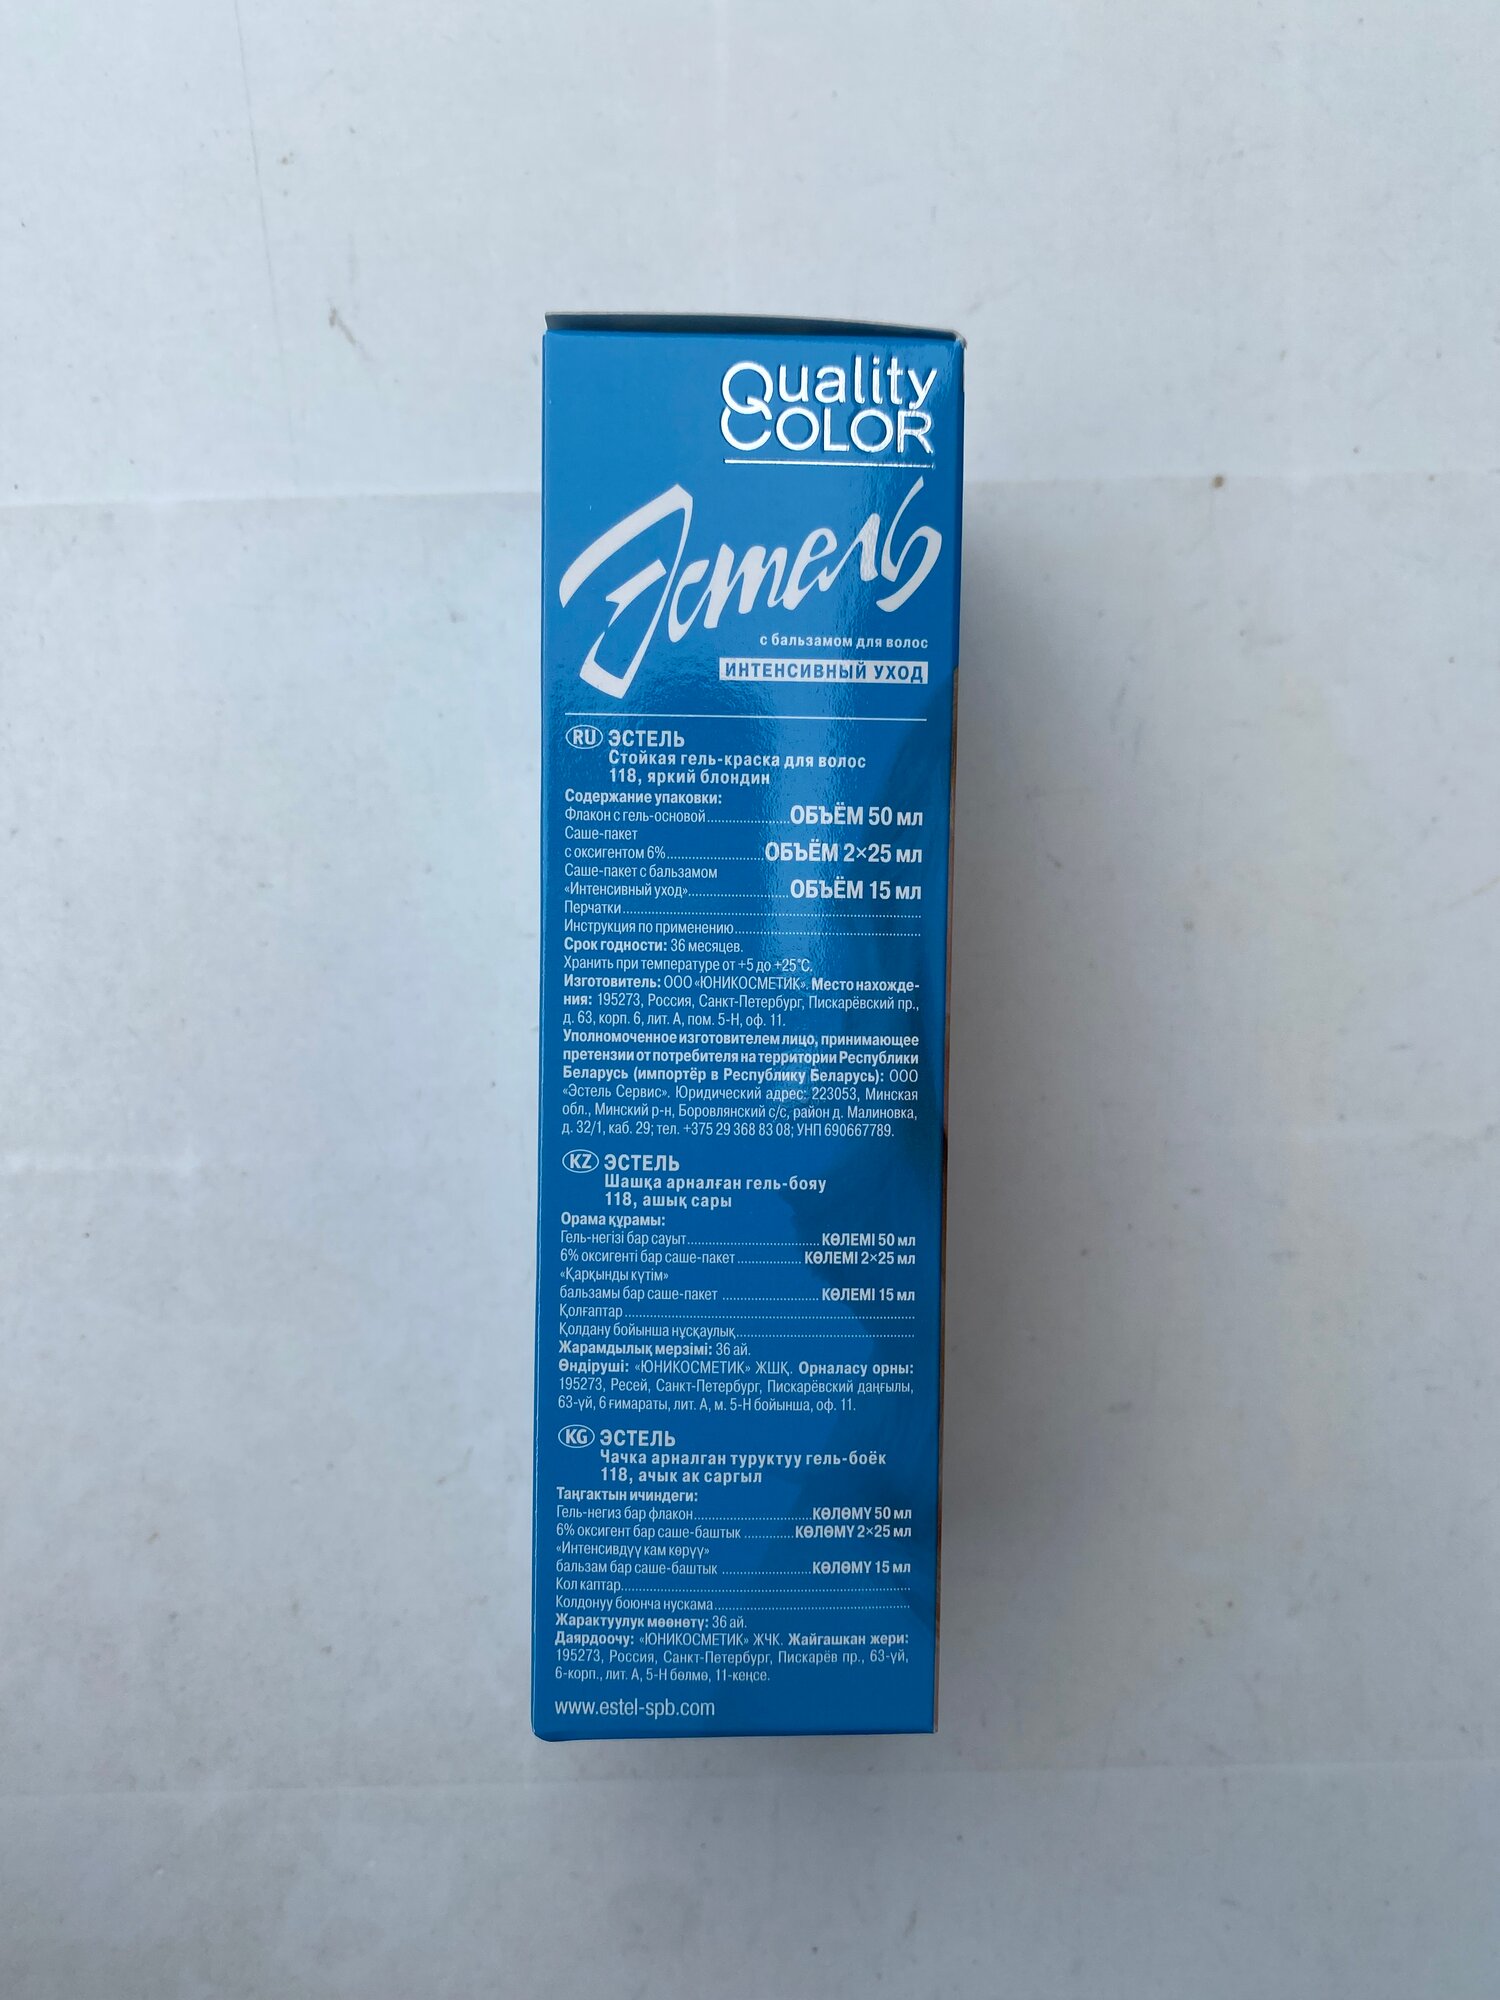 Quality
COLOR
Эстель
с бальзамом для волос
ИНТЕНСИВНЫЙ УХОД
RU ЭСТЕЛЬ
Стойкая гель-краска для волос
118, яркий блондин
Содержание упаковки:
Флакон с гель-основой..................ОБЪЁМ 50 мл
Саше-пакет
с оксигентом 6%......................ОБЪЁМ 2×25 мл
Саше-пакет с бальзамом
«Интенсивный уход»......................ОБЪЁМ 15 мл
Перчатки......................................................................
Инструкция по применению...........................................
Срок годности: 36 месяцев.
Хранить при температуре от +5 до +25°С.
Изготовитель: ООО «ЮНИКОСМЕТИК». Место нахожде-
ния: 195273, Россия, Санкт-Петербург, Пискарёвский пр.,
д. 63, корп. 6, лит. А, пом. 5-Н, оф. 11.
Уполномоченное изготовителем лицо, принимающее
претензии от потребителя на территории Республики
Беларусь (импортёр в Республику Беларусь): ООО
«Эстель Сервис». Юридический адрес: 223053, Минская
обл., Минский р-н, Боровлянский с/с, район д. Малиновка,
д. 32/1, каб. 29; тел. +375 29 368 83 08; УНП 690667789.
KZ ЭСТЕЛЬ
Шашқа арналған гель-бояу
118, ашық сары
Орама құрамы:
Гель-негізі бар сауыт..............................КӨЛЕМІ 50 мл
6% оксигенті бар саше-пакет................КӨЛЕМІ 2×25 мл
«Қарқынды күтім»
бальзамы бар саше-пакет ......................КӨЛЕМІ 15 мл
Қолғаптар....................................................................
Қолдану бойынша нұсқаулық.........................................
Жарамдылық мерзімі: 36 ай.
Өндіруші: «ЮНИКОСМЕТИК» ЖШҚ. Орналасу орны:
195273, Ресей, Санкт-Петербург, Пискарёвский даңғылы,
63-үй, 6 ғимараты, лит. А, м. 5-Н бойынша, оф. 11.
KG ЭСТЕЛЬ
Чачка арналган туруктуу гель-боёк
118, ачык ак саргыл
Таңгактын ичиндеги:
Гель-негиз бар флакон...........................КӨЛӨМҮ 50 мл
6% оксигент бар саше-баштык ............КӨЛӨМҮ 2×25 мл
«Интенсивдүү кам көрүү»
бальзам бар саше-баштык ....................КӨЛӨМҮ 15 мл
Кол каптар...................................................................
Колдонуу боюнча нускама.............................................
Жарактуулук мөөнөтү: 36 ай.
Даярдоочу: «ЮНИКОСМЕТИК» ЖЧК. Жайгашкан жери:
195273, Россия, Санкт-Петербург, Пискарёв пр., 63-үй,
6-корп., лит. А, 5-Н бөлмө, 11-кеңсе.
www.estel-spb.com